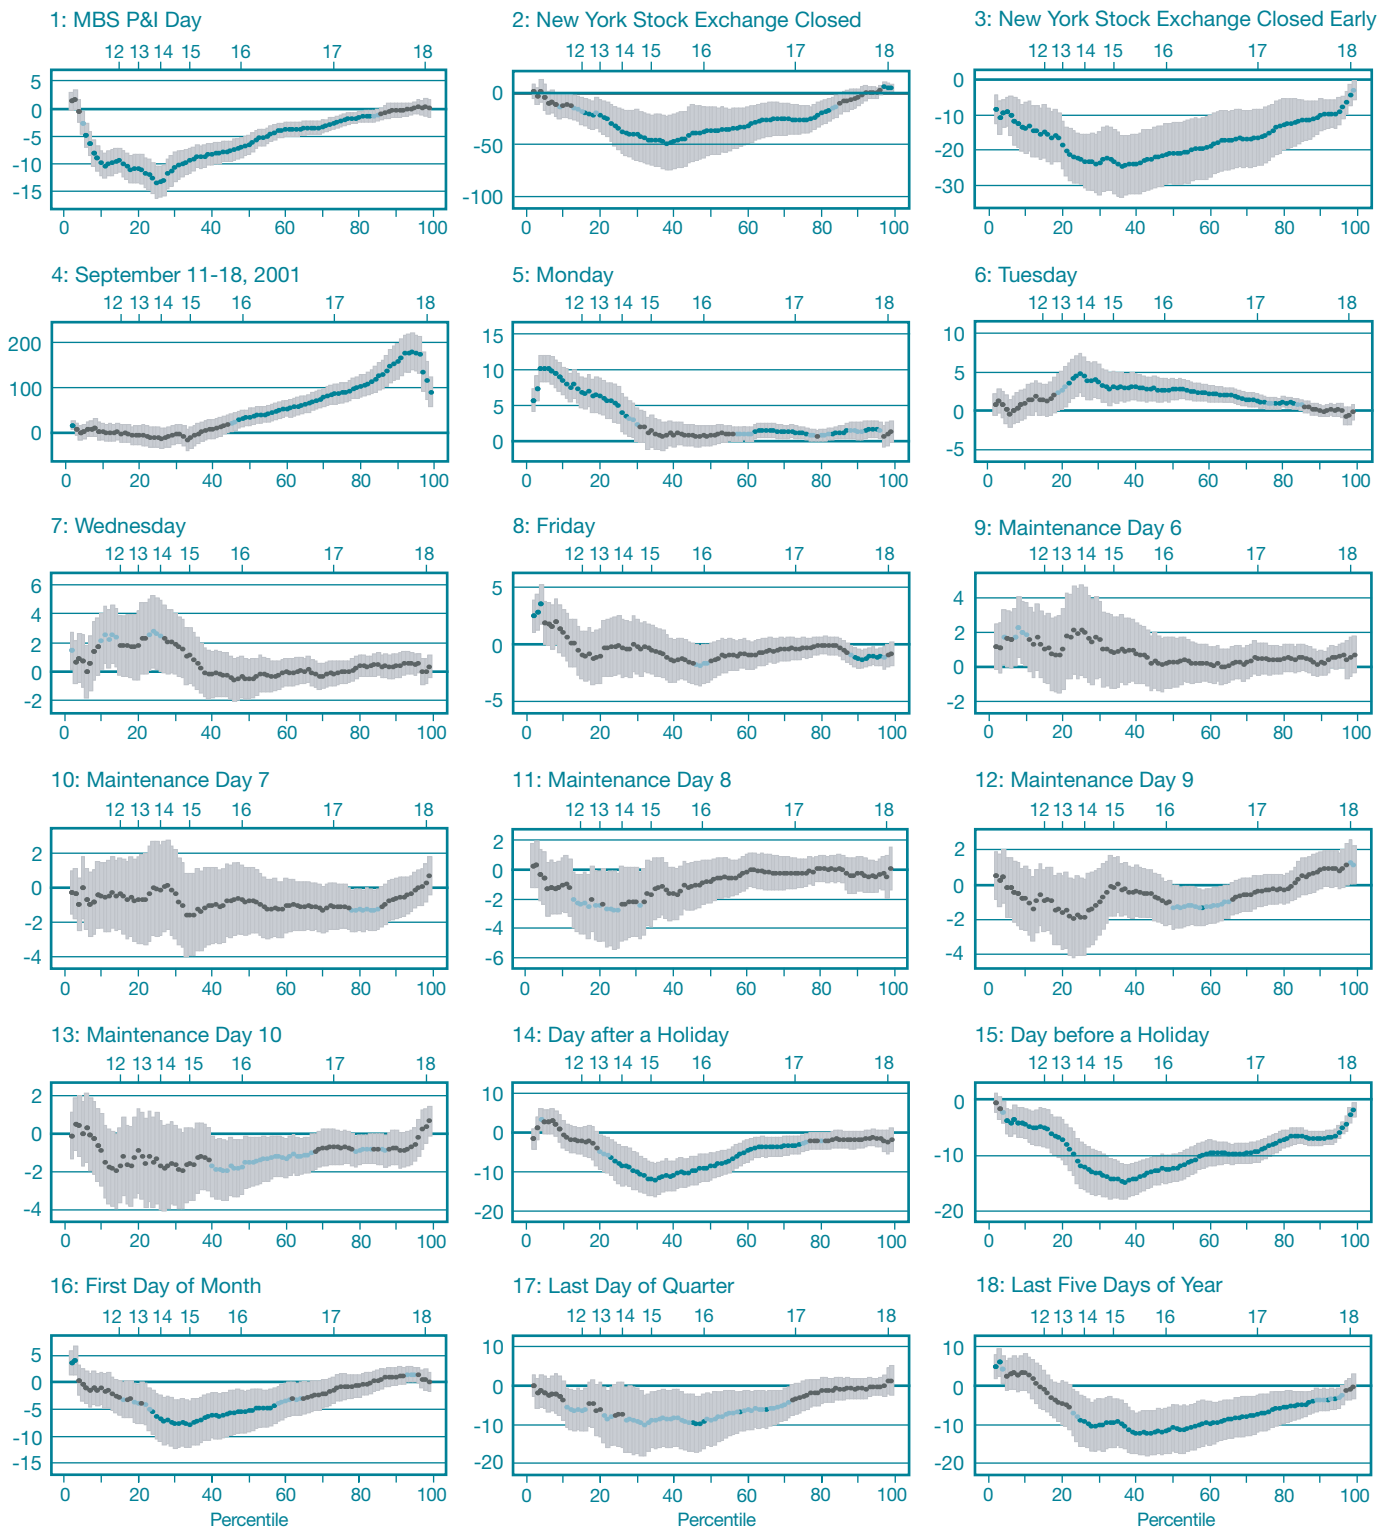 1: MBS P&I Day
2: New York Stock Exchange Closed
3: New York Stock Exchange Closed Early
12 13 14 15 16 17 18
12 13 14 15 16 17 18
12 13 14 15 16 17 18
5
0
-5
-10
-15
0
-50
-100
0
-10
-20
-30
0 20 40 60 80 100
0 20 40 60 80 100
0 20 40 60 80 100
4: September 11-18, 2001
5: Monday
6: Tuesday
12 13 14 15 16 17 18
12 13 14 15 16 17 18
12 13 14 15 16 17 18
200
100
0
15
10
5
0
10
5
0
-5
0 20 40 60 80 100
0 20 40 60 80 100
0 20 40 60 80 100
7: Wednesday
8: Friday
9: Maintenance Day 6
12 13 14 15 16 17 18
12 13 14 15 16 17 18
12 13 14 15 16 17 18
6
4
2
0
-2
5
0
-5
4
2
0
-2
0 20 40 60 80 100
0 20 40 60 80 100
0 20 40 60 80 100
10: Maintenance Day 7
11: Maintenance Day 8
12: Maintenance Day 9
12 13 14 15 16 17 18
12 13 14 15 16 17 18
12 13 14 15 16 17 18
2
0
-2
-4
2
0
-2
-4
-6
2
0
-2
-4
0 20 40 60 80 100
0 20 40 60 80 100
0 20 40 60 80 100
13: Maintenance Day 10
14: Day after a Holiday
15: Day before a Holiday
12 13 14 15 16 17 18
12 13 14 15 16 17 18
12 13 14 15 16 17 18
2
0
-2
-4
10
0
-10
-20
0
-10
-20
0 20 40 60 80 100
0 20 40 60 80 100
0 20 40 60 80 100
16: First Day of Month
17: Last Day of Quarter
18: Last Five Days of Year
12 13 14 15 16 17 18
12 13 14 15 16 17 18
12 13 14 15 16 17 18
5
0
-5
-10
-15
10
0
-10
-20
10
0
-10
-20
0 20 40 60 80 100
0 20 40 60 80 100
0 20 40 60 80 100
Percentile
Percentile
Percentile